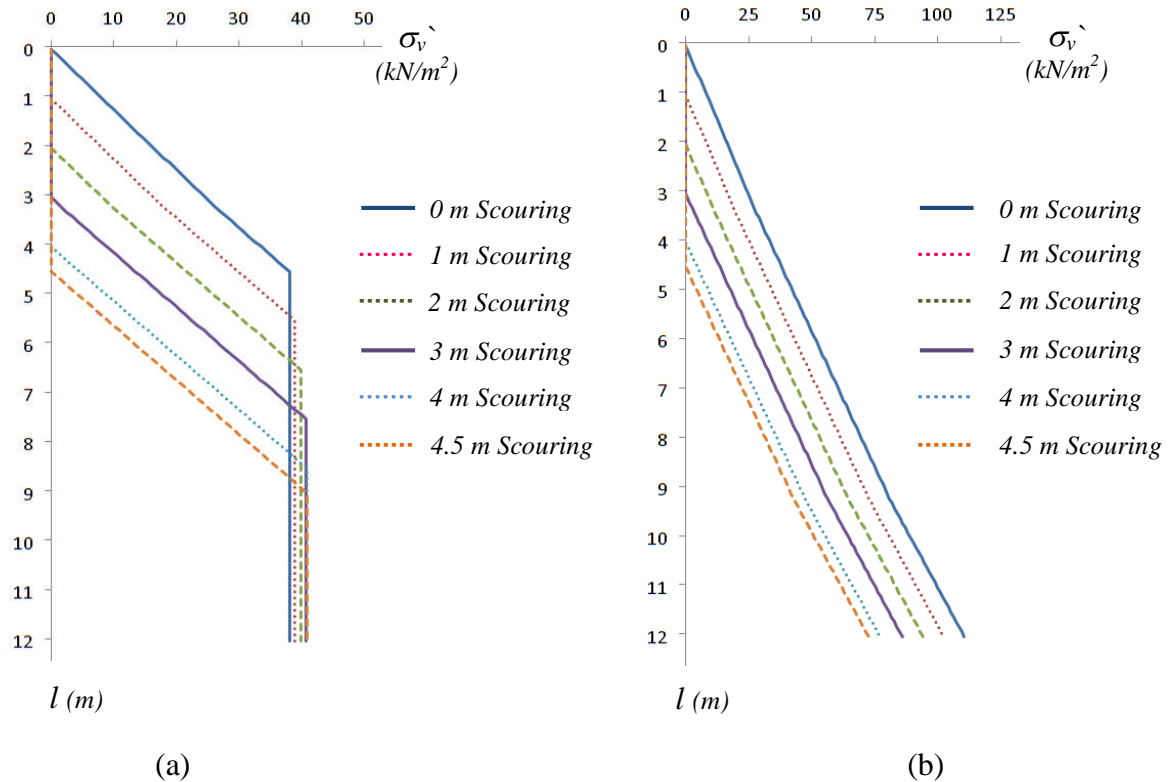 0 10 20 30 40 50
σv`
(kN/m2)
0
1
2
3
4
5
6
7
8
9
10
11
12
l (m)
0 m Scouring
1 m Scouring
2 m Scouring
3 m Scouring
4 m Scouring
4.5 m Scouring
(a)
0 25 50 75 100 125
σv`
(kN/m2)
0
1
2
3
4
5
6
7
8
9
10
11
12
l (m)
0 m Scouring
1 m Scouring
2 m Scouring
3 m Scouring
4 m Scouring
4.5 m Scouring
(b)